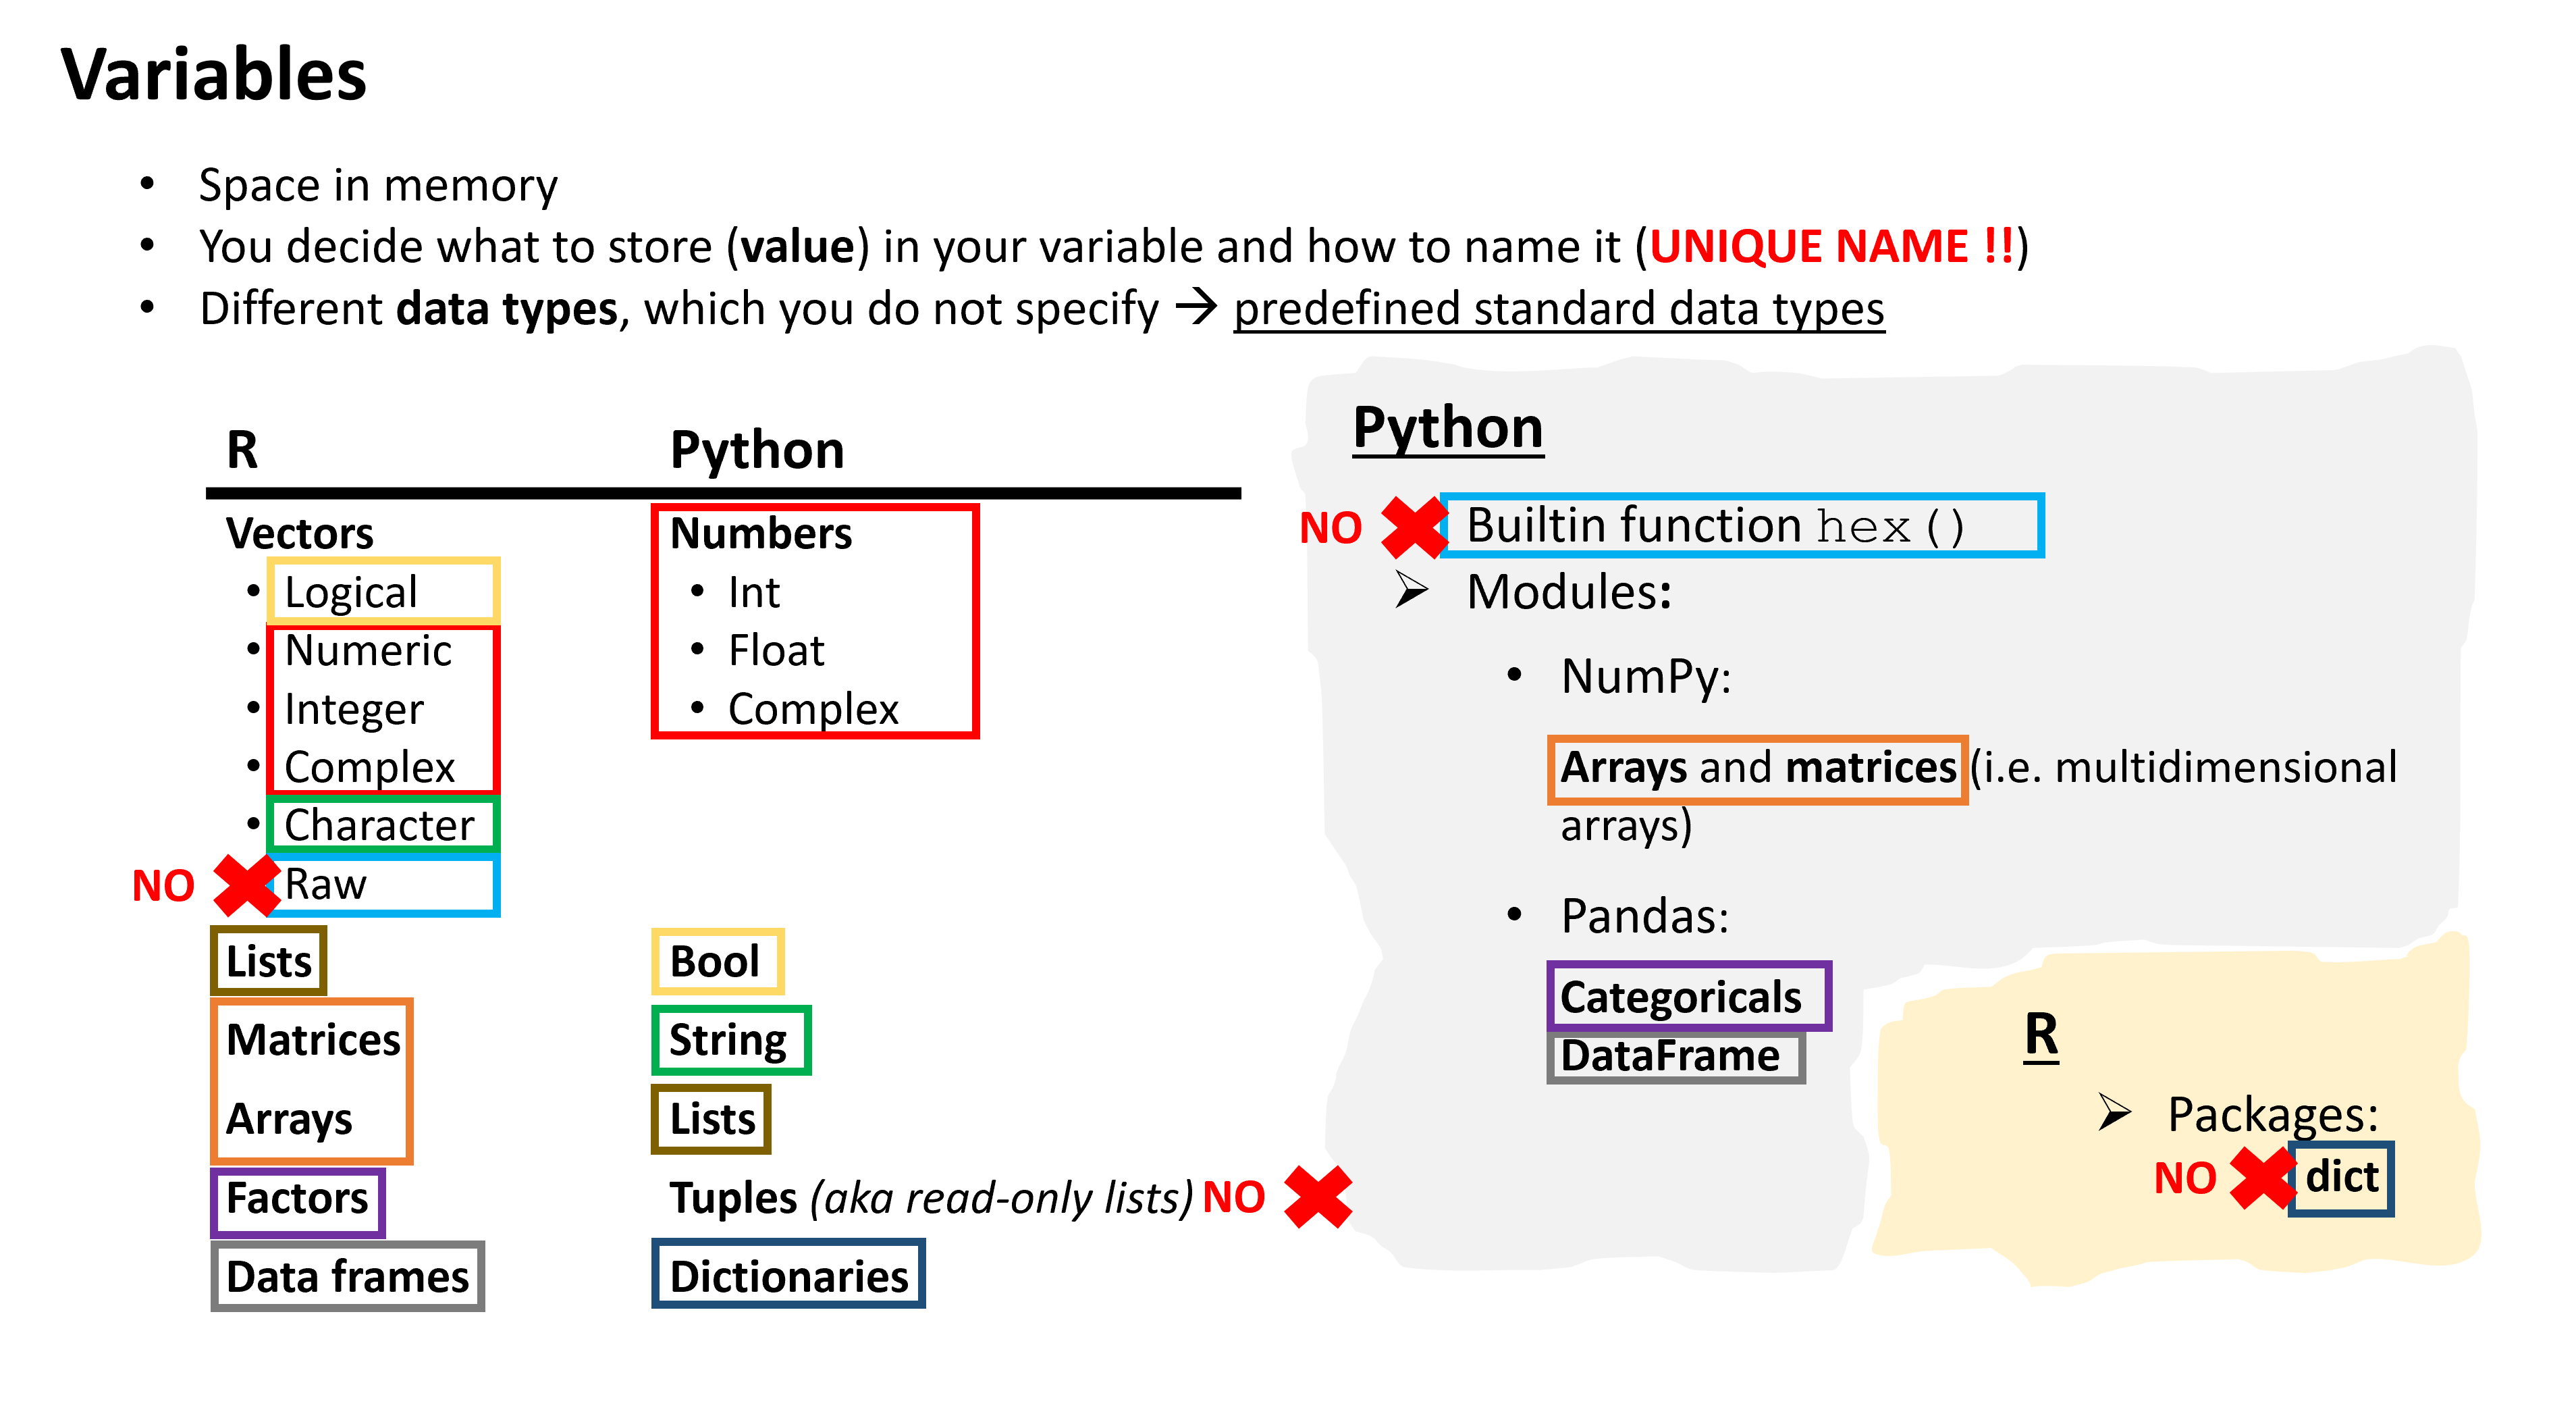 Variables
• Space in memory
• You decide what to store (value) in your variable and how to name it (UNIQUE NAME !!)
• Different data types, which you do not specify → predefined standard data types
R
Vectors
• Logical
• Numeric
• Integer
• Complex
• Character
NO Raw
Lists
Matrices
Arrays
Factors
Data frames
Python
Numbers
• Int
• Float
• Complex
Bool
String
Lists
Tuples (aka read-only lists) NO
Dictionaries
Python
NO Builtin function hex()
➢ Modules:
• NumPy:
Arrays and matrices (i.e. multidimensional
arrays)
• Pandas:
Categoricals
DataFrame
R
➢ Packages:
NO dict